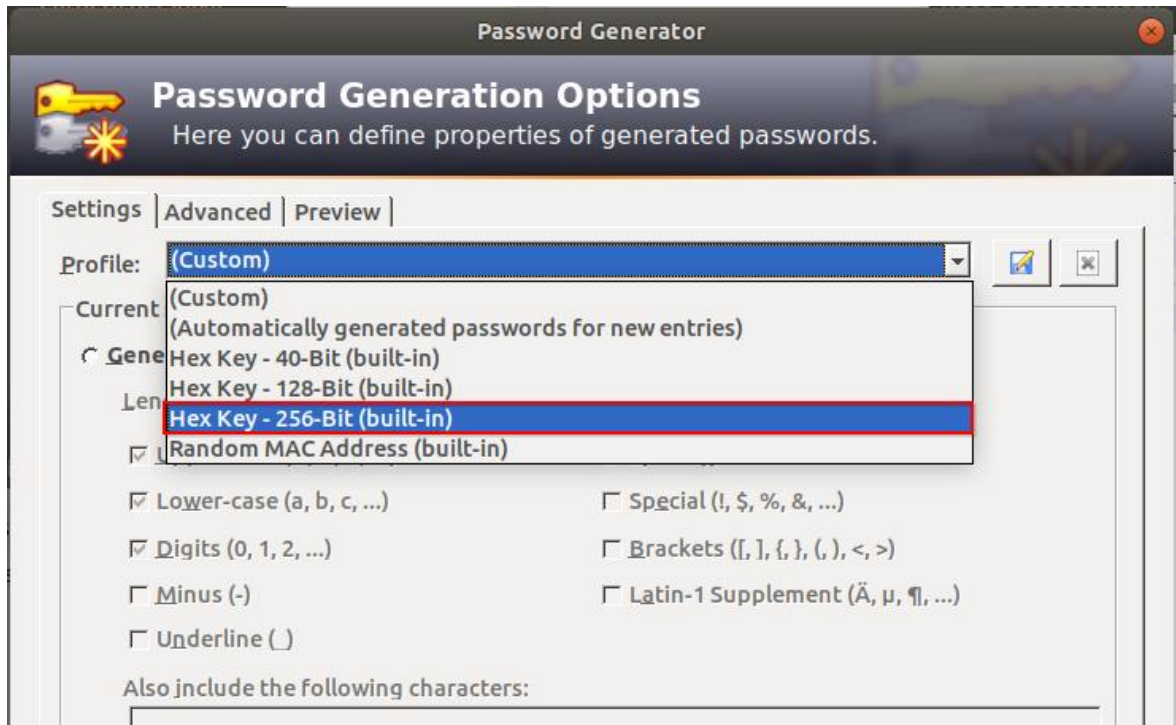 Password Generator
Password Generation Options
Here you can define properties of generated passwords.
Settings Advanced Preview
Profile: (Custom)
(Custom)
Current
(Automatically generated passwords for new entries)
Gene
Hex Key - 40-Bit (built-in)
Hex Key - 128-Bit (built-in)
Len
Hex Key - 256-Bit (built-in)
Random MAC Address (built-in)
Lower-case (a, b, c, ...) Special (!, $, %, &, ...)
Digits (0, 1, 2, ...) Brackets ([, ], {, }, (, ), <, >)
Minus (-) Latin-1 Supplement (Ä, µ, ¶, ...)
Underline (_)
Also include the following characters: